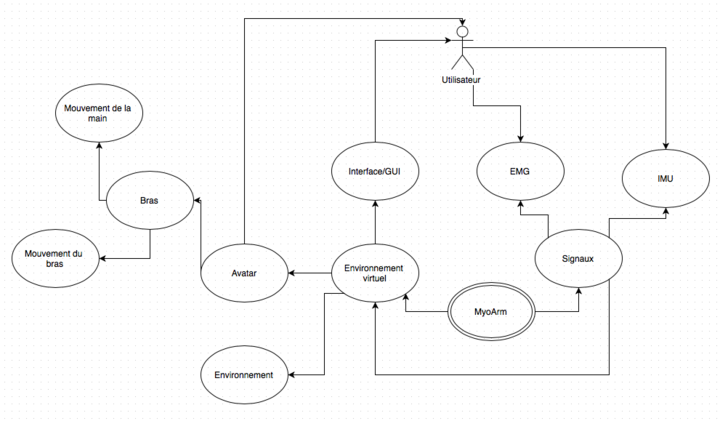 Utilisateur
Mouvement de la
main
Interface/GUI
EMG
IMU
Bras
Mouvement du
bras
Avatar
Environnement
virtuel
Signaux
MyoArm
Environnement